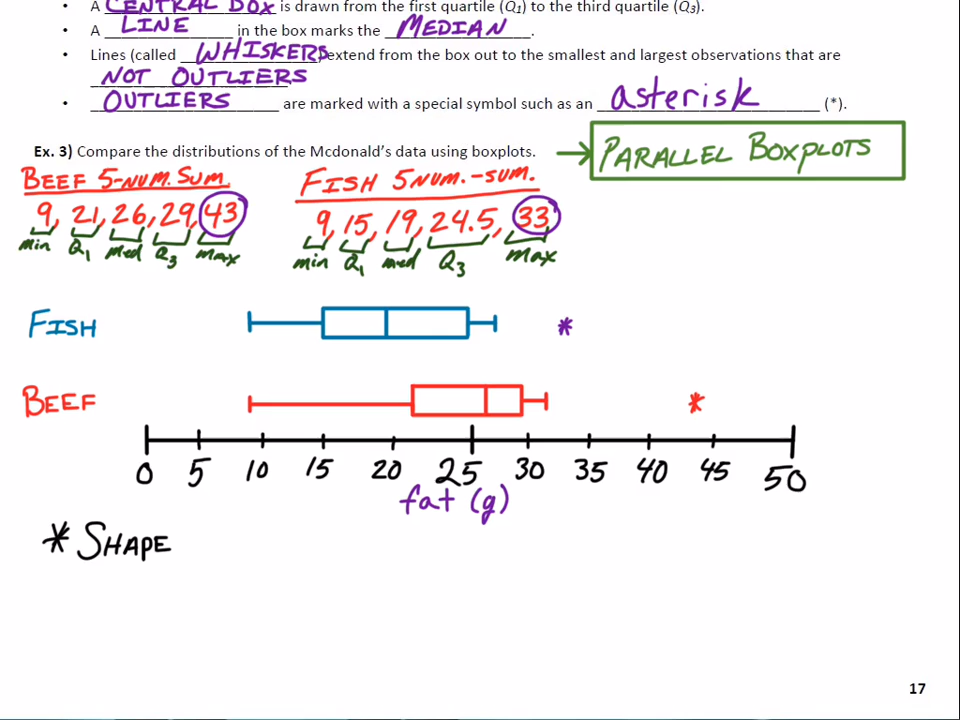 • A CENTRAL BOX is drawn from the first quartile (Q1) to the third quartile (Q3).
• A LINE in the box marks the MEDIAN.
• Lines (called WHISKERS) extend from the box out to the smallest and largest observations that are
NOT OUTLIERS
• OUTLIERS are marked with a special symbol such as an asterisk (*).
Ex. 3) Compare the distributions of the Mcdonald's data using boxplots. → PARALLEL BOXPLOTS
BEEF 5-NUM. SUM. FISH 5NUM.-SUM.
9, 21, 26, 29, 43 9, 15, 19, 24.5, 33
min Q1 med Q3 max min Q1 med Q3 max
FISH *
BEEF *
0 5 10 15 20 25 30 35 40 45 50
fat (g)
* SHAPE
17